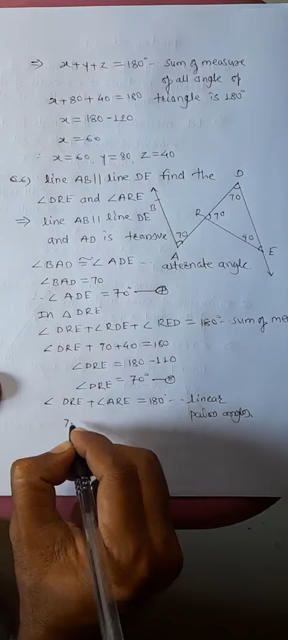 ⇒ x+y+z = 180° - sum of measure
of all angle of
x+80+40 = 180 triangle is 180°
x = 180-120
x = 60
∴ x=60, y=80, z=40
Q.6) line AB || line DE find the
∠DRE and ∠ARE
⇒ line AB || line DE
and AD is
∠BAD ≅ ∠ADE -- alternate angle
∠BAD = 70
∴ ∠ADE = 70° — ①
In △ DRE
∠DRE + ∠RDE + ∠RED = 180° - sum of me
∠DRE + 70+40 = 180
∠DRE = 180-110
∠DRE = 70° — ②
∠DRE + ∠ARE = 180° -- linear
angles
7
A
B
D
70
R
70
40
70
A
E